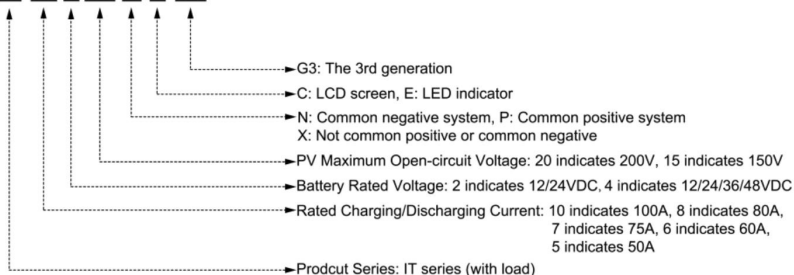 G3: The 3rd generation
C: LCD screen, E: LED indicator
N: Common negative system, P: Common positive system
X: Not common positive or common negative
PV Maximum Open-circuit Voltage: 20 indicates 200V, 15 indicates 150V
Battery Rated Voltage: 2 indicates 12/24VDC, 4 indicates 12/24/36/48VDC
Rated Charging/Discharging Current: 10 indicates 100A, 8 indicates 80A,
7 indicates 75A, 6 indicates 60A,
5 indicates 50A
Prodcut Series: IT series (with load)